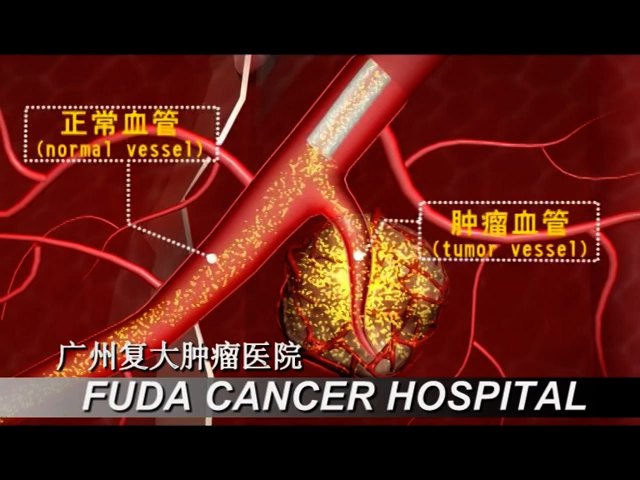 正常血管
(normal vessel)
肿瘤血管
(tumor vessel)
广州复大肿瘤医院
FUDA CANCER HOSPITAL